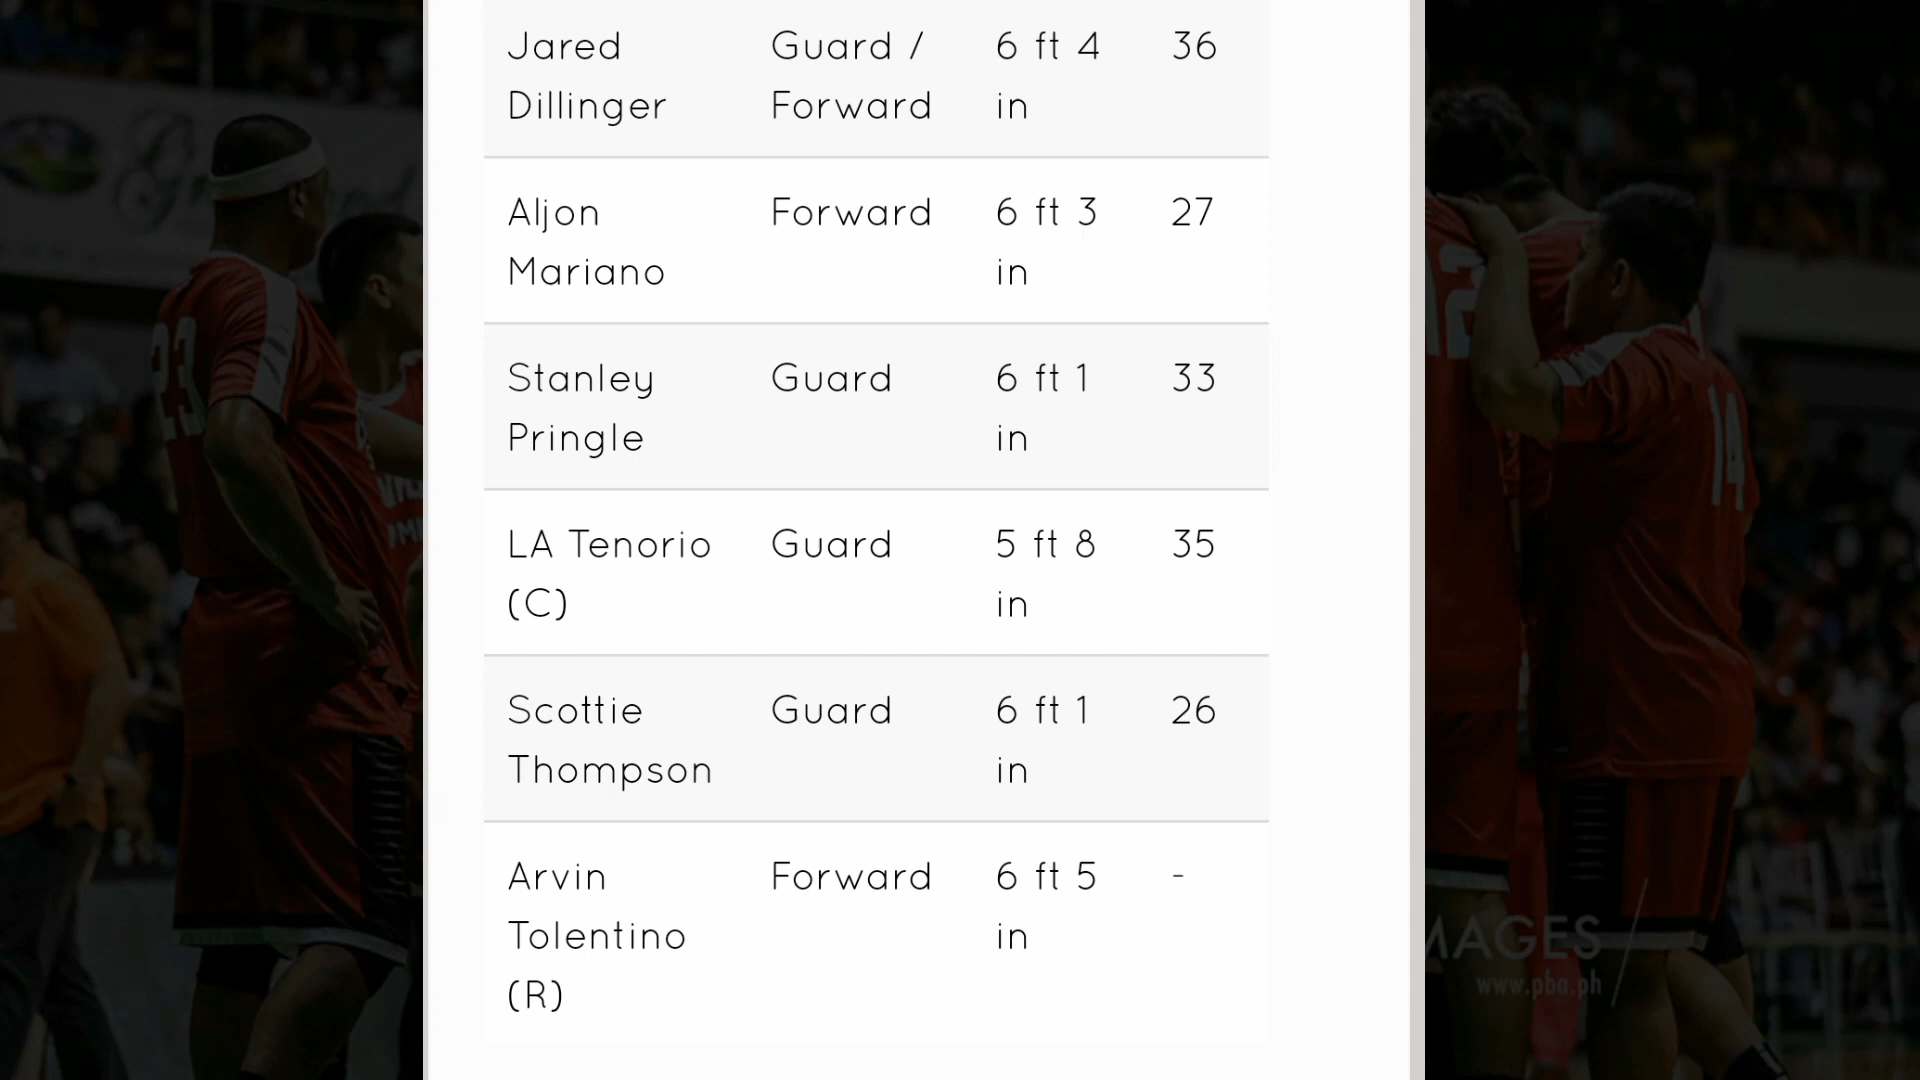 Jared Guard / 6 ft 4 36
Dillinger Forward in
Aljon Forward 6 ft 3 27
Mariano in
Stanley Guard 6 ft 1 33
Pringle in
LA Tenorio Guard 5 ft 8 35
(C) in
Scottie Guard 6 ft 1 26
Thompson in
Arvin Forward 6 ft 5 -
Tolentino in
(R)
23
14
MAGES
www.pba.ph